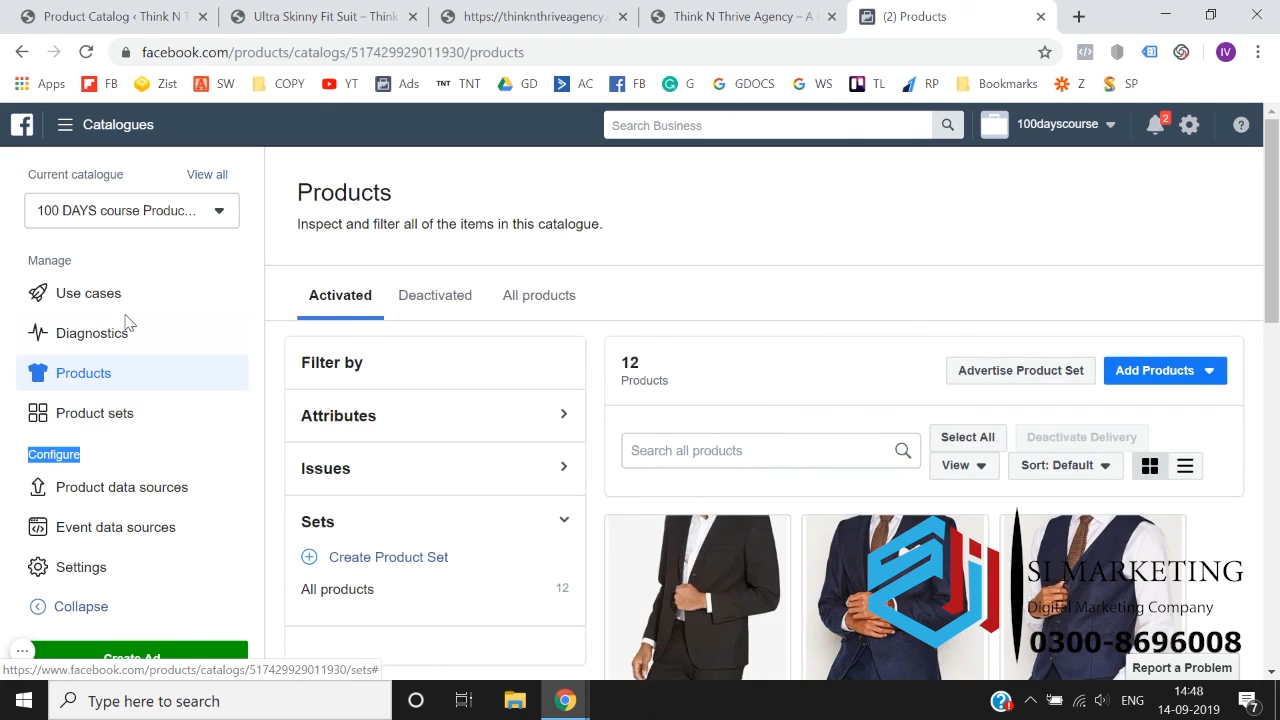 Product Catalog ‹ Think N T
Ultra Skinny Fit Suit – Think
https://thinknthriveagency.c
Think N Thrive Agency – A
(2) Products
facebook.com/products/catalogs/517429929011930/products
IV
Apps FB Zist SW COPY YT Ads TNT TNT GD AC FB G GDOCS WS TL RP Bookmarks Z SP
Catalogues
Search Business
100dayscourse
2
Current catalogue View all
100 DAYS course Produc...
Manage
Use cases
Diagnostics
Products
Product sets
Configure
Product data sources
Event data sources
Settings
Collapse
Create Ad
Products
Inspect and filter all of the items in this catalogue.
Activated Deactivated All products
Filter by
Attributes
Issues
Sets
Create Product Set
All products 12
12
Products
Advertise Product Set
Add Products
Search all products
Select All
Deactivate Delivery
View
Sort: Default
SI MARKETING
Digital Marketing Company
0300-8696008
Report a Problem
https://www.facebook.com/products/catalogs/517429929011930/sets#
Type here to search
ENG
14:48
14-09-2019
7